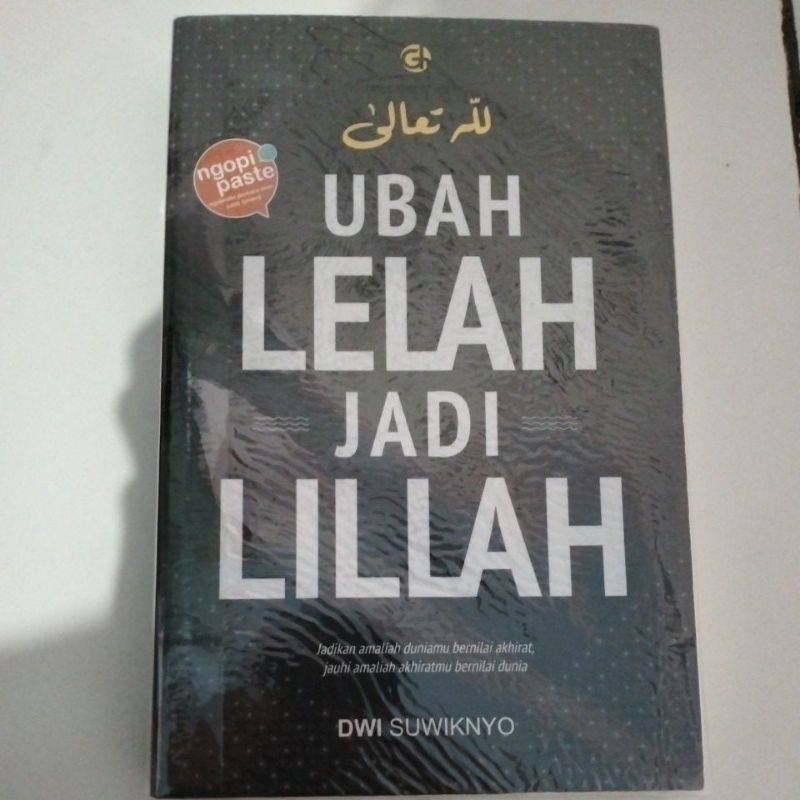 لله تعالى
ngopi
paste
UBAH
LELAH
JADI
LILLAH
Jadikan amaliah duniamu bernilai akhirat,
jauhi amaliah akhiratmu bernilai dunia
DWI SUWIKNYO